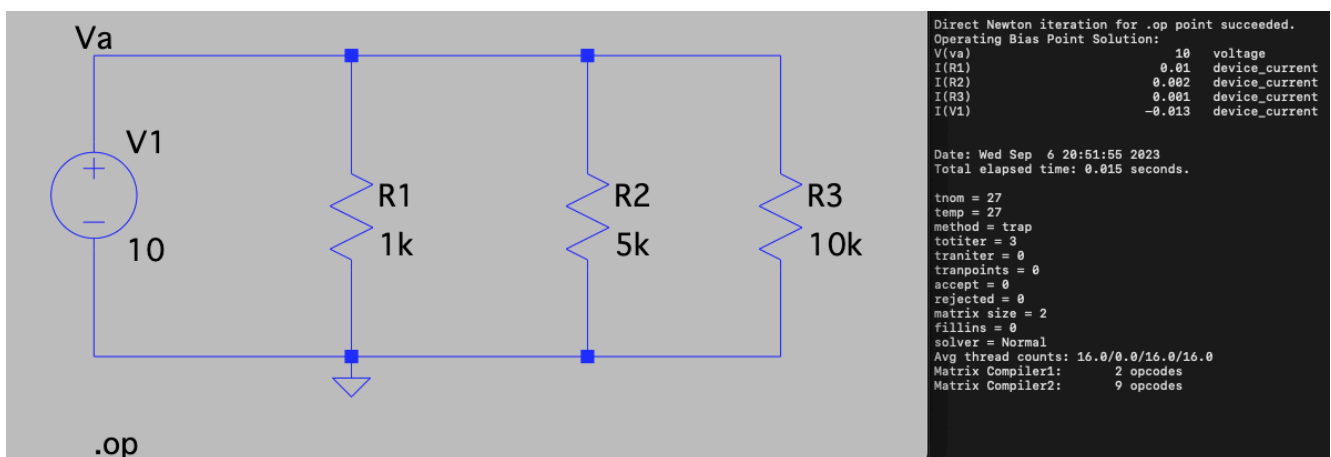 Va
V1
10
R1
1k
R2
5k
R3
10k
.op
Direct Newton iteration for .op point succeeded.
Operating Bias Point Solution:
V(va) 10 voltage
I(R1) 0.01 device_current
I(R2) 0.002 device_current
I(R3) 0.001 device_current
I(V1) −0.013 device_current
Date: Wed Sep 6 20:51:55 2023
Total elapsed time: 0.015 seconds.
tnom = 27
temp = 27
method = trap
totiter = 3
traniter = 0
tranpoints = 0
accept = 0
rejected = 0
matrix size = 2
fillins = 0
solver = Normal
Avg thread counts: 16.0/0.0/16.0/16.0
Matrix Compiler1: 2 opcodes
Matrix Compiler2: 9 opcodes